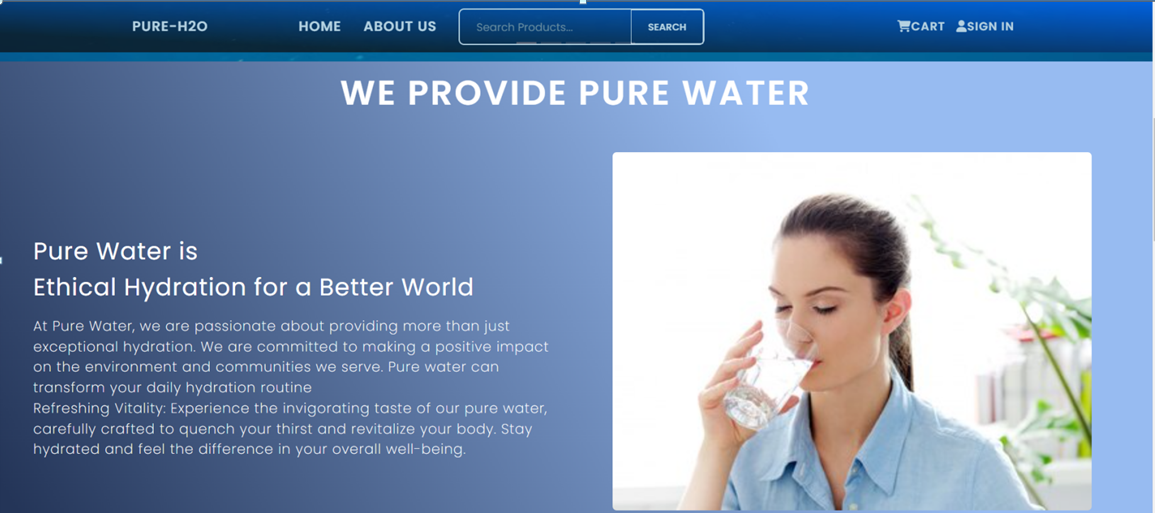 PURE-H2O HOME ABOUT US Search Products... SEARCH CART SIGN IN
WE PROVIDE PURE WATER
Pure Water is
Ethical Hydration for a Better World
At Pure Water, we are passionate about providing more than just
exceptional hydration. We are committed to making a positive impact
on the environment and communities we serve. Pure water can
transform your daily hydration routine
Refreshing Vitality: Experience the invigorating taste of our pure water,
carefully crafted to quench your thirst and revitalize your body. Stay
hydrated and feel the difference in your overall well-being.